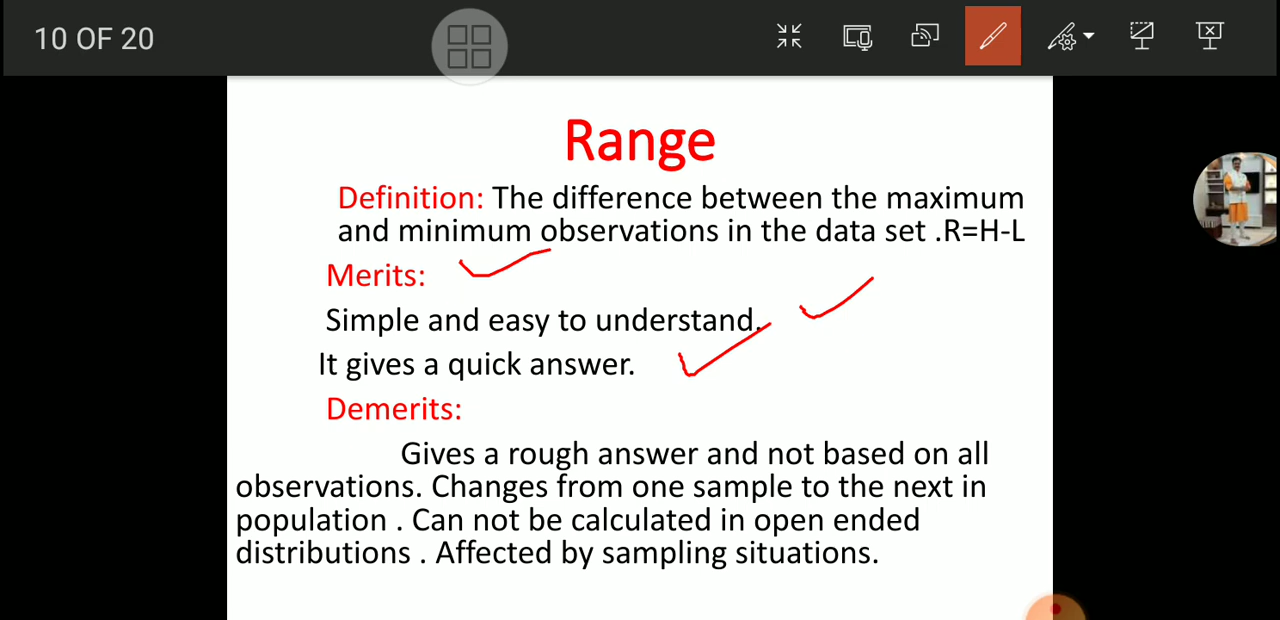 10 OF 20
Range
Definition: The difference between the maximum
and minimum observations in the data set .R=H-L
Merits:
Simple and easy to understand.
It gives a quick answer.
Demerits:
Gives a rough answer and not based on all
observations. Changes from one sample to the next in
population . Can not be calculated in open ended
distributions . Affected by sampling situations.